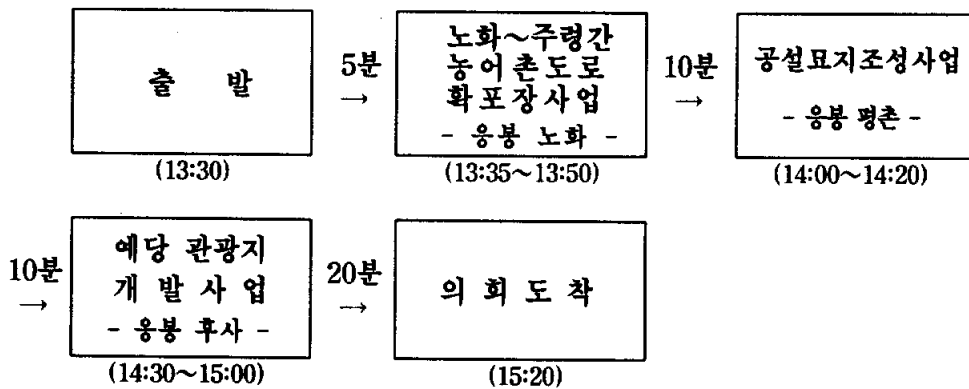 출 발
(13:30)
5분
→
노화～주령간
농어촌도로
확포장사업
- 응봉 노화 -
(13:35～13:50)
10분
→
공설묘지조성사업
- 응봉 평촌 -
(14:00～14:20)
10분
→
예당 관광지
개 발 사 업
- 응봉 후사 -
(14:30～15:00)
20분
→
의 회 도 착
(15:20)